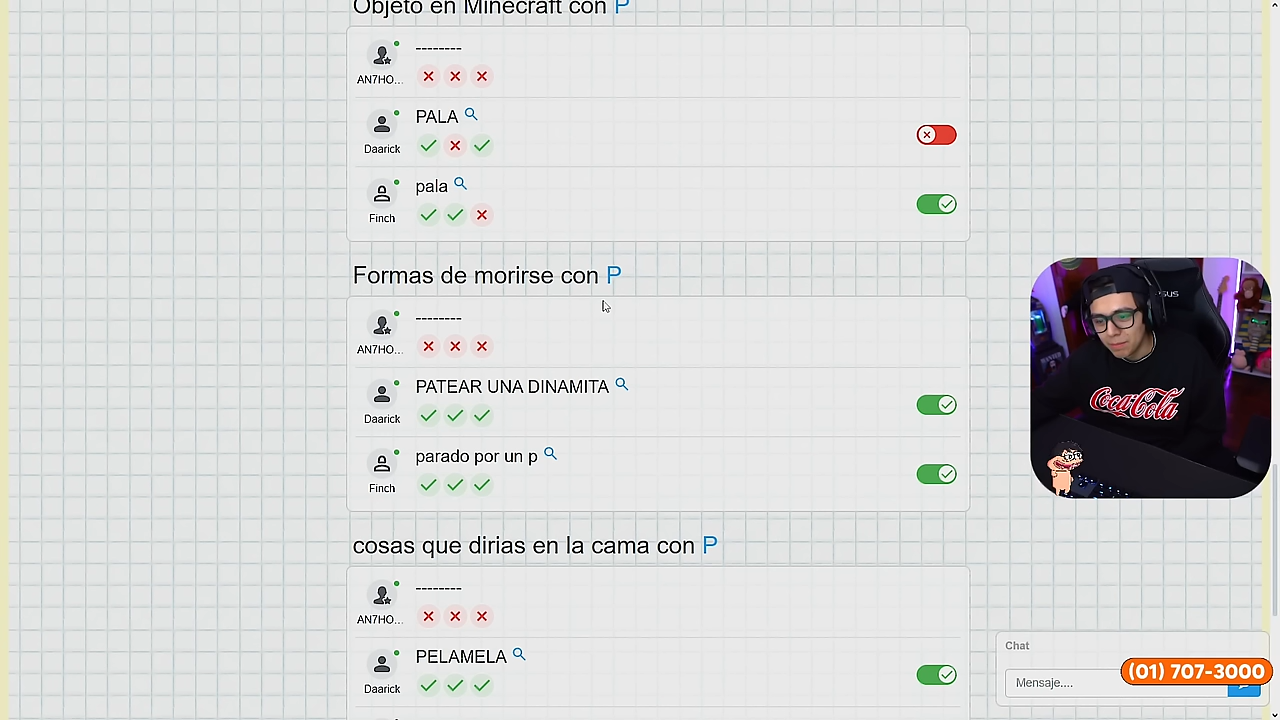 Objeto en Minecraft con P
--------
AN7HO...
PALA
Daarick
pala
Finch
Formas de morirse con P
--------
AN7HO...
PATEAR UNA DINAMITA
Daarick
parado por un p
Finch
cosas que dirias en la cama con P
--------
AN7HO...
PELAMELA
Daarick
SUS
Coca-Cola
Chat
Mensaje....
(01) 707-3000